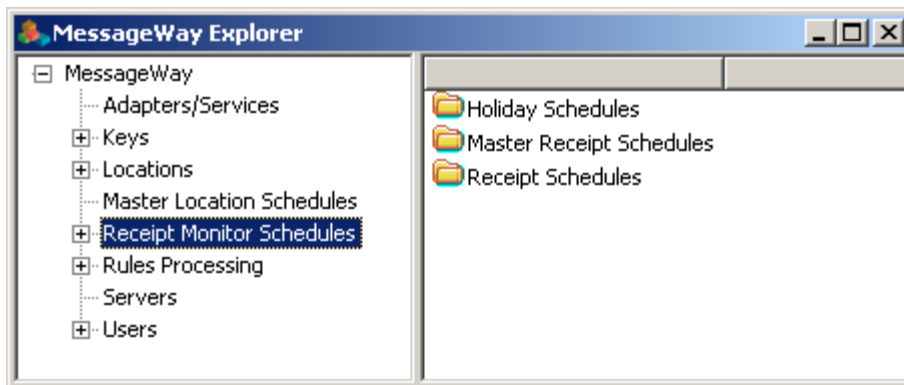 MessageWay Explorer
MessageWay
Adapters/Services
Keys
Locations
Master Location Schedules
Receipt Monitor Schedules
Rules Processing
Servers
Users
Holiday Schedules
Master Receipt Schedules
Receipt Schedules